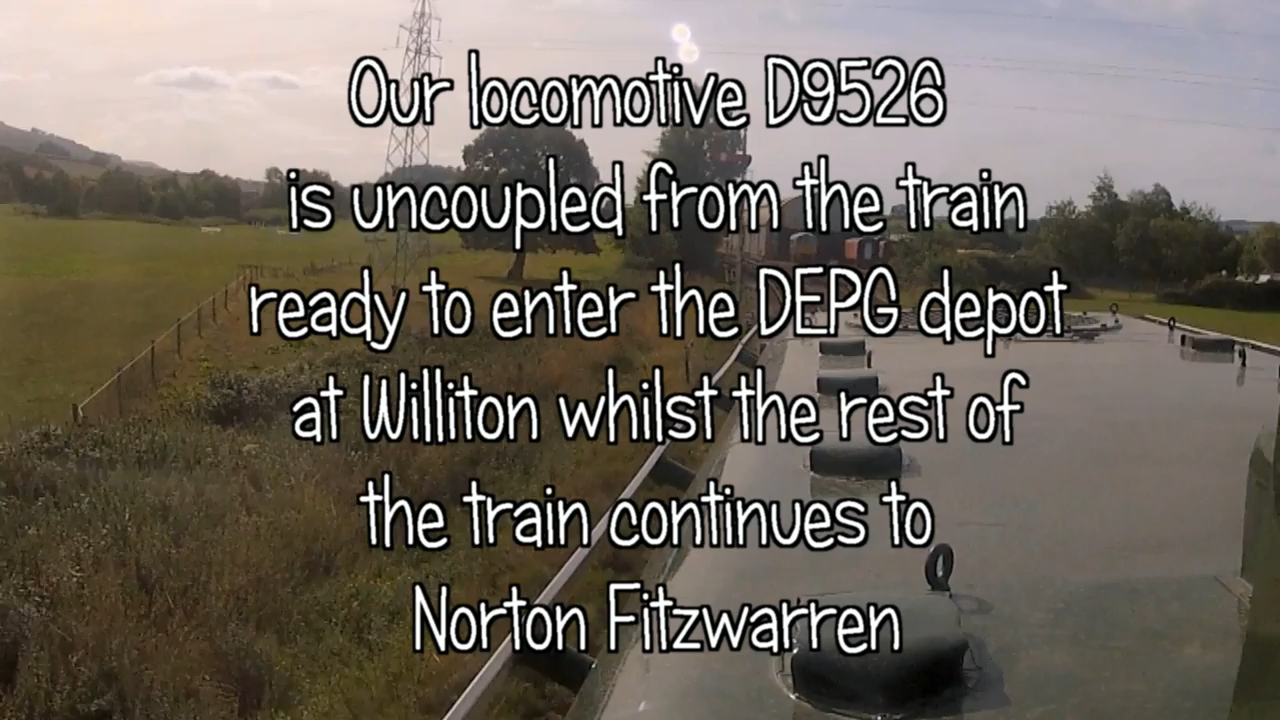 Our locomotive D9526
is uncoupled from the train
ready to enter the DEPG depot
at Williton whilst the rest of
the train continues to
Norton Fitzwarren